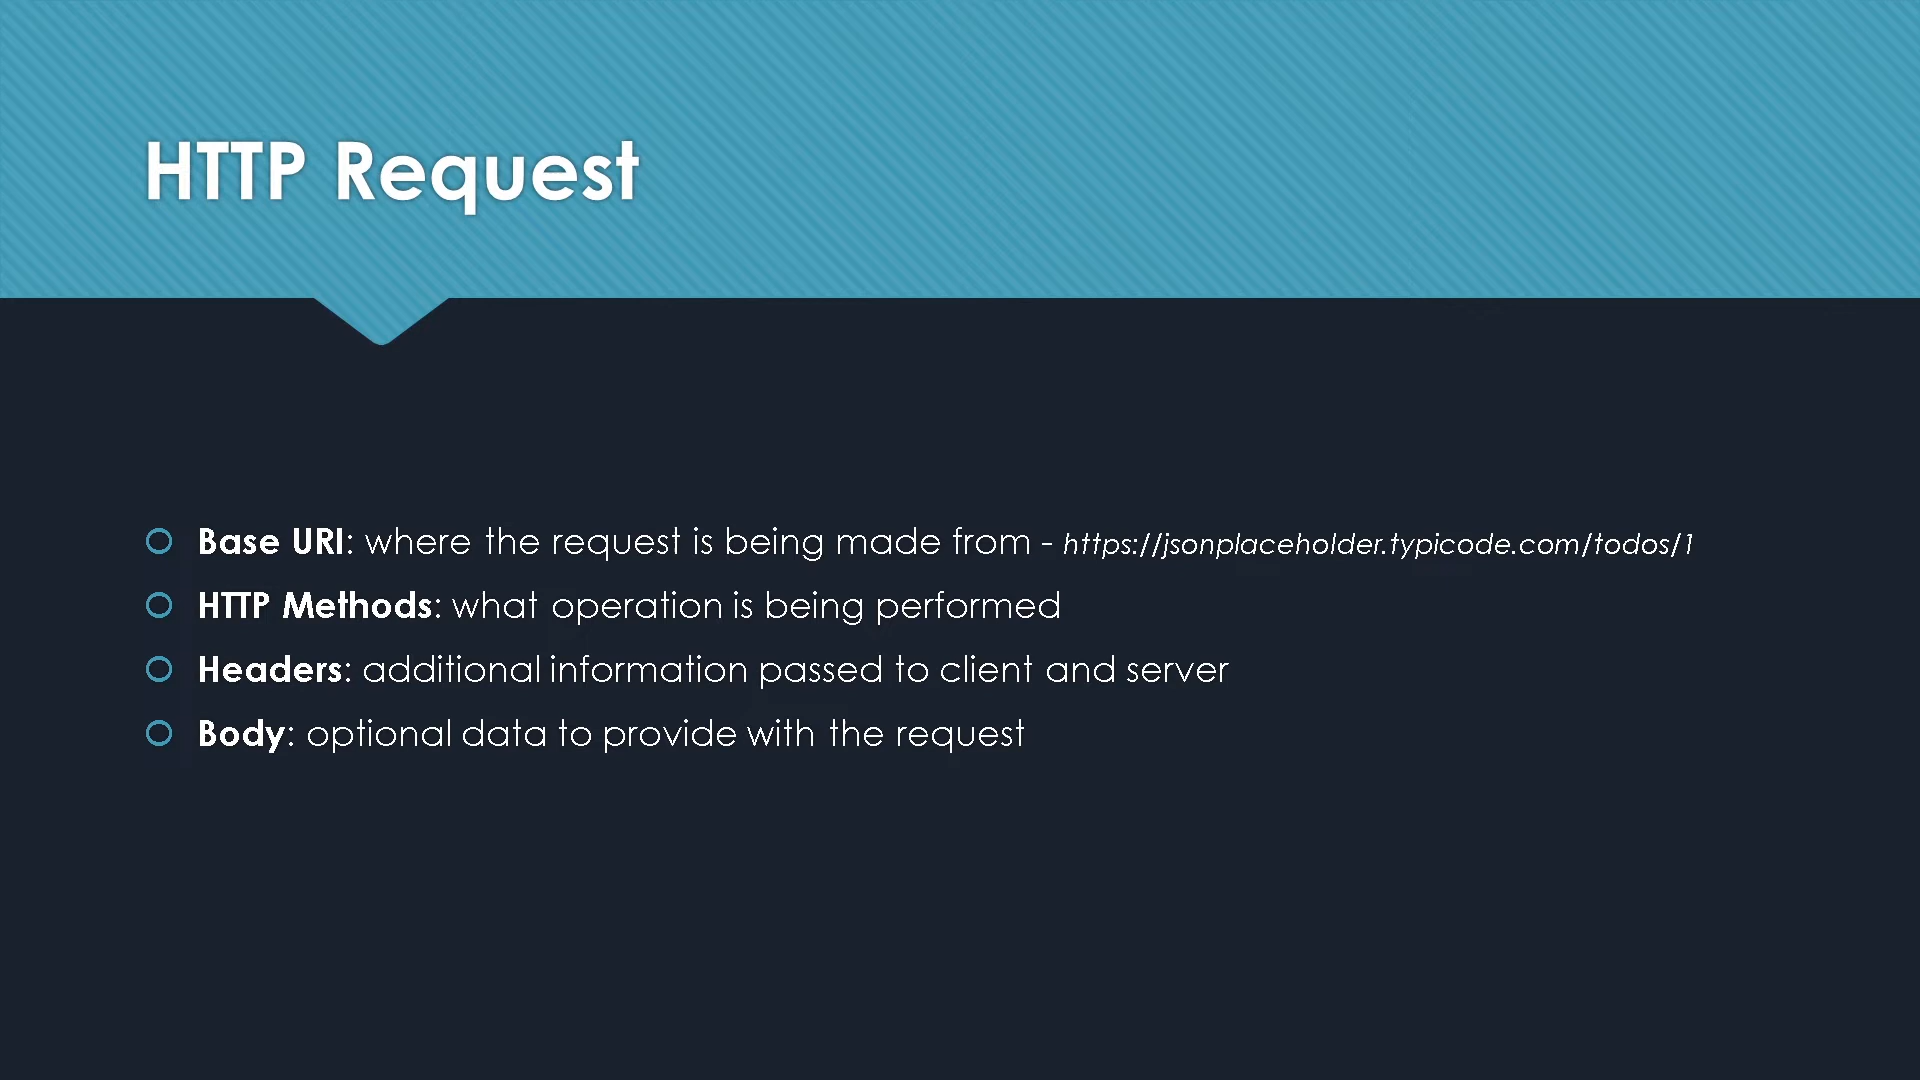 HTTP Request
Base URI: where the request is being made from - https://jsonplaceholder.typicode.com/todos/1
HTTP Methods: what operation is being performed
Headers: additional information passed to client and server
Body: optional data to provide with the request